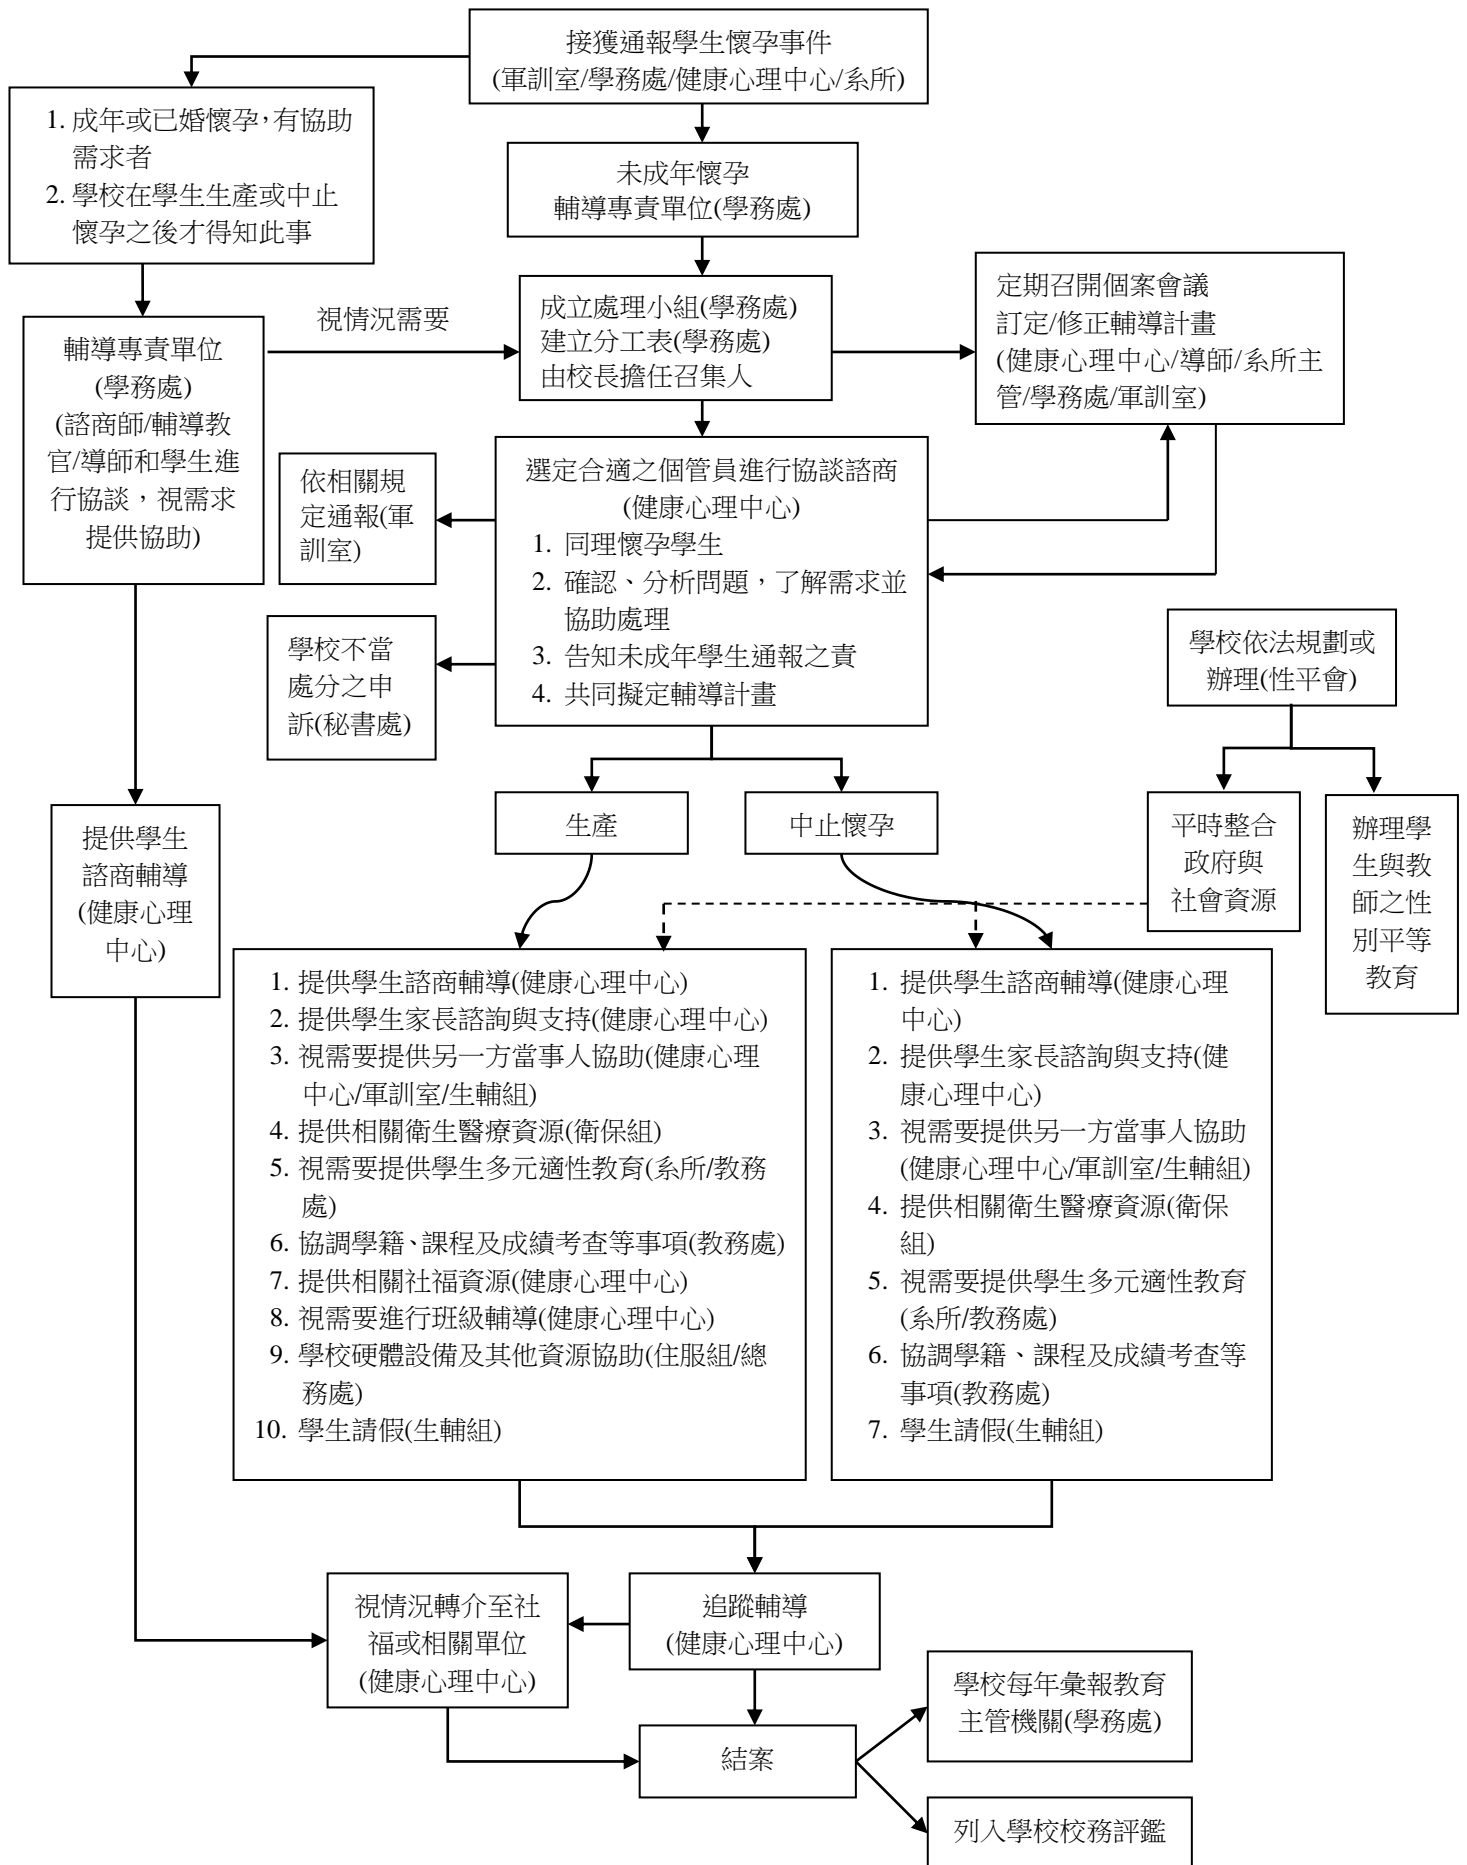 接獲通報學生懷孕事件
(軍訓室/學務處/健康心理中心/系所)
1. 成年或已婚懷孕，有協助
需求者
2. 學校在學生生產或中止
懷孕之後才得知此事
未成年懷孕
輔導專責單位(學務處)
輔導專責單位
(學務處)
(諮商師/輔導教
官/導師和學生進
行協談，視需求
提供協助)
視情況需要
成立處理小組(學務處)
建立分工表(學務處)
由校長擔任召集人
定期召開個案會議
訂定/修正輔導計畫
(健康心理中心/導師/系所主
管/學務處/軍訓室)
依相關規
定通報(軍
訓室)
選定合適之個管員進行協談諮商
(健康心理中心)
1. 同理懷孕學生
2. 確認、分析問題，了解需求並
協助處理
3. 告知未成年學生通報之責
4. 共同擬定輔導計畫
學校不當
處分之申
訴(秘書處)
學校依法規劃或
辦理(性平會)
提供學生
諮商輔導
(健康心理
中心)
生產
中止懷孕
平時整合
政府與
社會資源
辦理學
生與教
師之性
別平等
教育
1. 提供學生諮商輔導(健康心理中心)
2. 提供學生家長諮詢與支持(健康心理中心)
3. 視需要提供另一方當事人協助(健康心理
中心/軍訓室/生輔組)
4. 提供相關衛生醫療資源(衛保組)
5. 視需要提供學生多元適性教育(系所/教務
處)
6. 協調學籍、課程及成績考查等事項(教務處)
7. 提供相關社福資源(健康心理中心)
8. 視需要進行班級輔導(健康心理中心)
9. 學校硬體設備及其他資源協助(住服組/總
務處)
10. 學生請假(生輔組)
1. 提供學生諮商輔導(健康心理
中心)
2. 提供學生家長諮詢與支持(健
康心理中心)
3. 視需要提供另一方當事人協助
(健康心理中心/軍訓室/生輔組)
4. 提供相關衛生醫療資源(衛保
組)
5. 視需要提供學生多元適性教育
(系所/教務處)
6. 協調學籍、課程及成績考查等
事項(教務處)
7. 學生請假(生輔組)
視情況轉介至社
福或相關單位
(健康心理中心)
追蹤輔導
(健康心理中心)
結案
學校每年彙報教育
主管機關(學務處)
列入學校校務評鑑